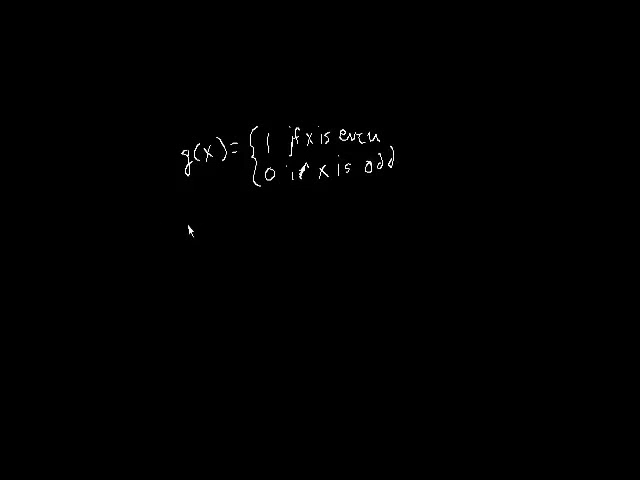 g(x) = { 1 if x is even
0 if x is odd